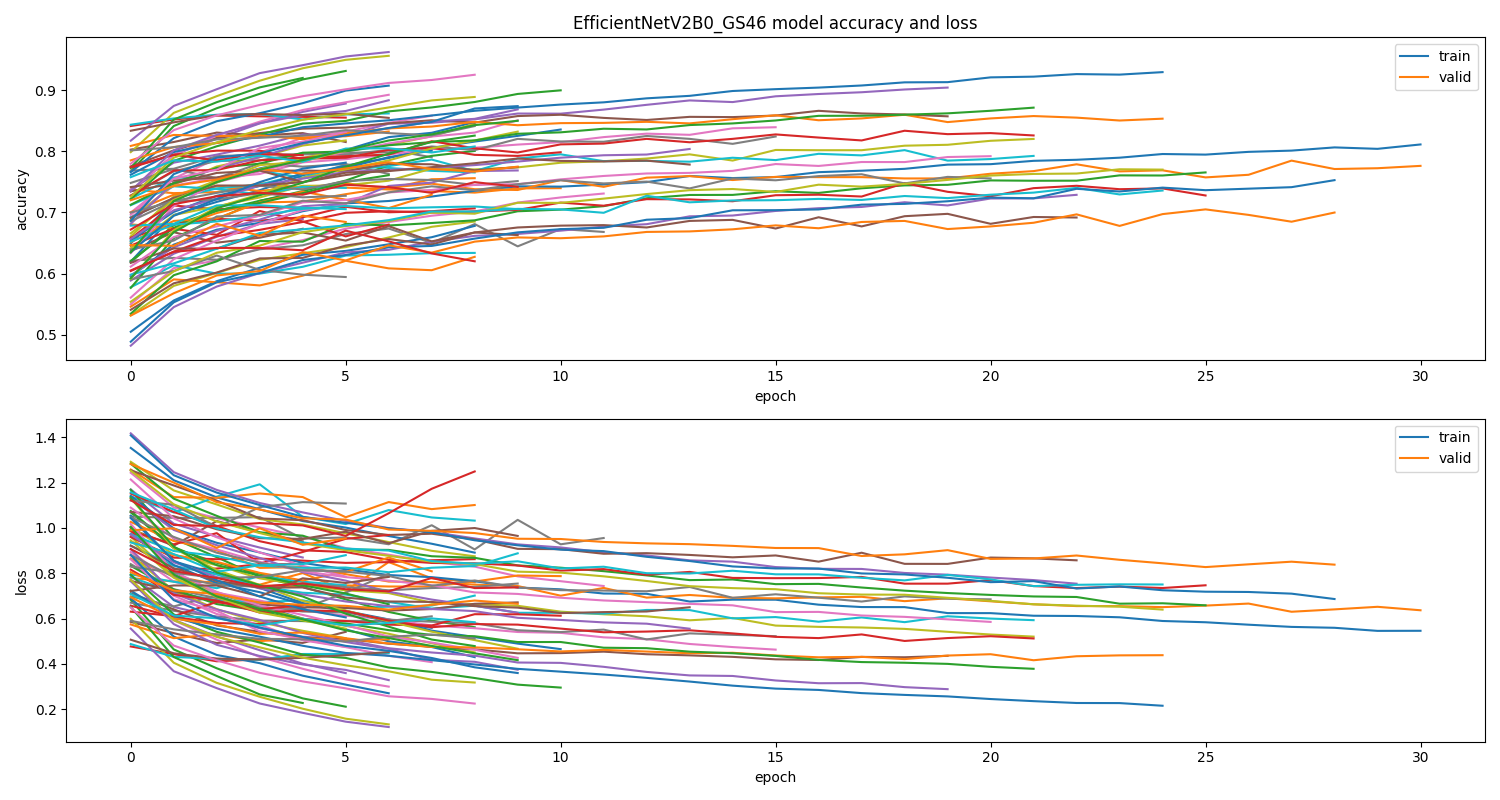 EfficientNetV2B0_GS46 model accuracy and loss
train
valid
accuracy
0.9
0.8
0.7
0.6
0.5
0 5 10 15 20 25 30
epoch
train
valid
loss
1.4
1.2
1.0
0.8
0.6
0.4
0.2
0 5 10 15 20 25 30
epoch